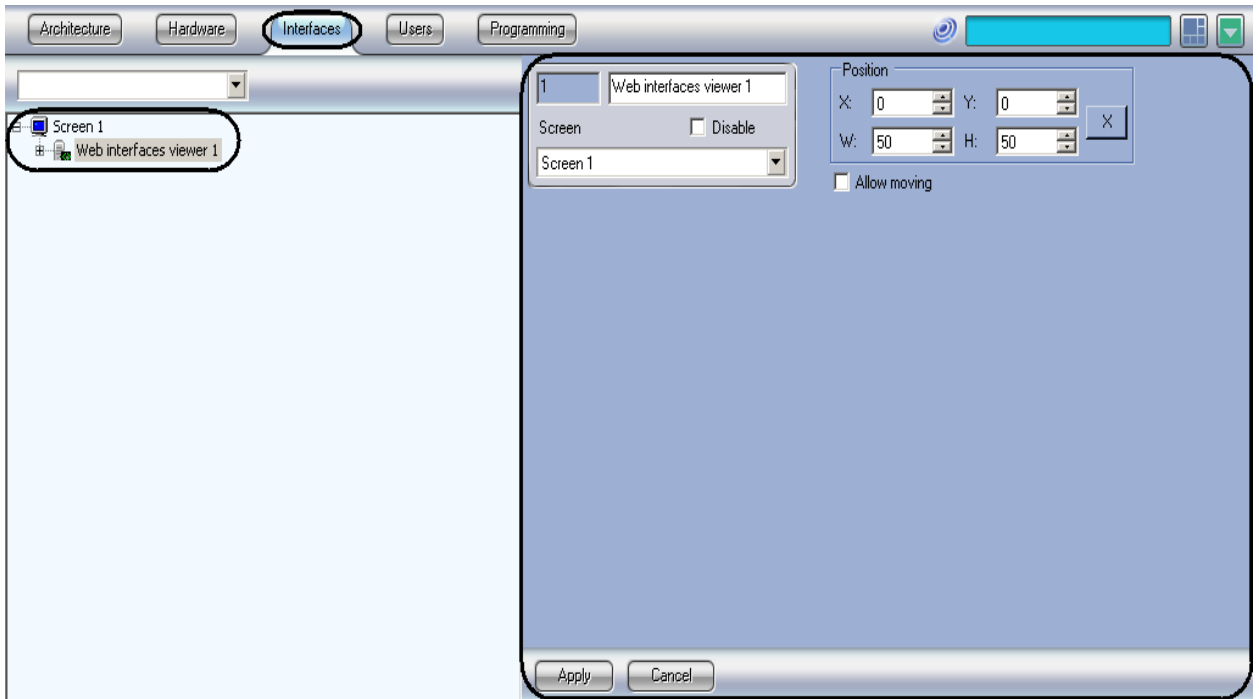 Architecture Hardware Interfaces Users Programming
Screen 1
Web interfaces viewer 1
1 Web interfaces viewer 1
Screen Disable
Screen 1
Position
X: 0 Y: 0
W: 50 H: 50
X
Allow moving
Apply Cancel